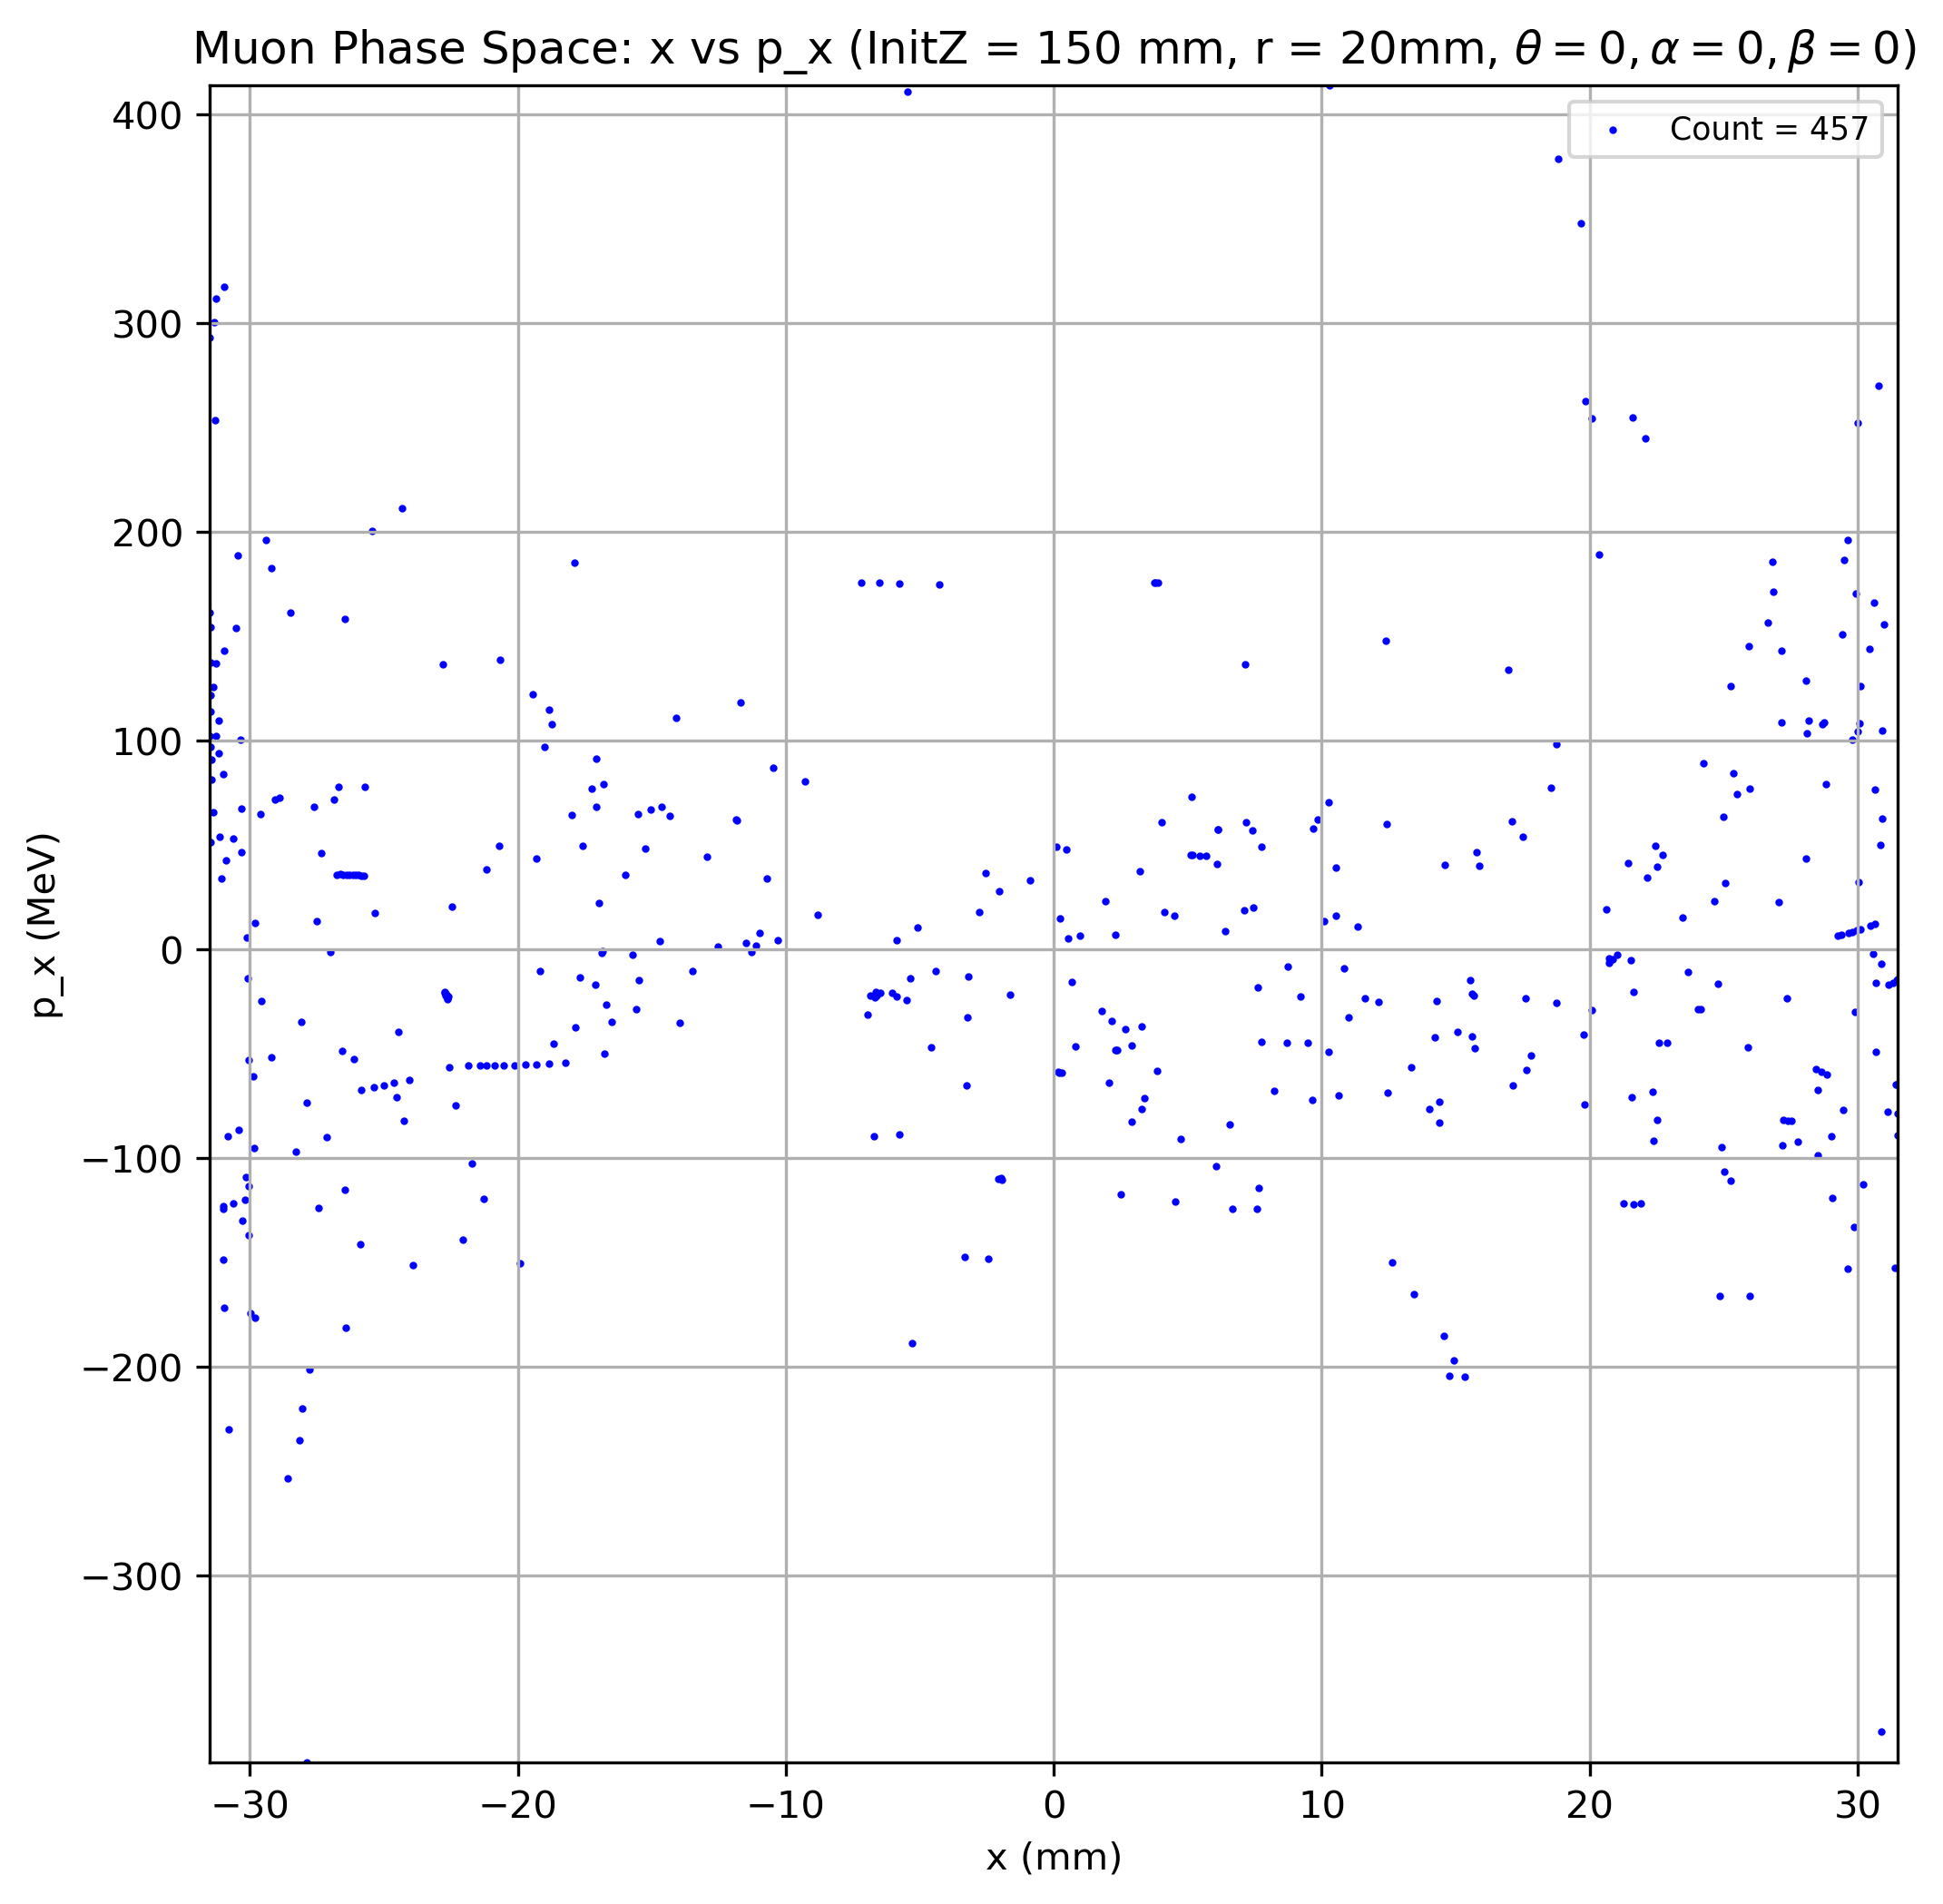 Muon Phase Space: x vs p_x (InitZ = 150 mm, r = 20mm, θ = 0, α = 0, β = 0)
Count = 457
400
300
200
100
0
−100
−200
−300
p_x (MeV)
−30 −20 −10 0 10 20 30
x (mm)